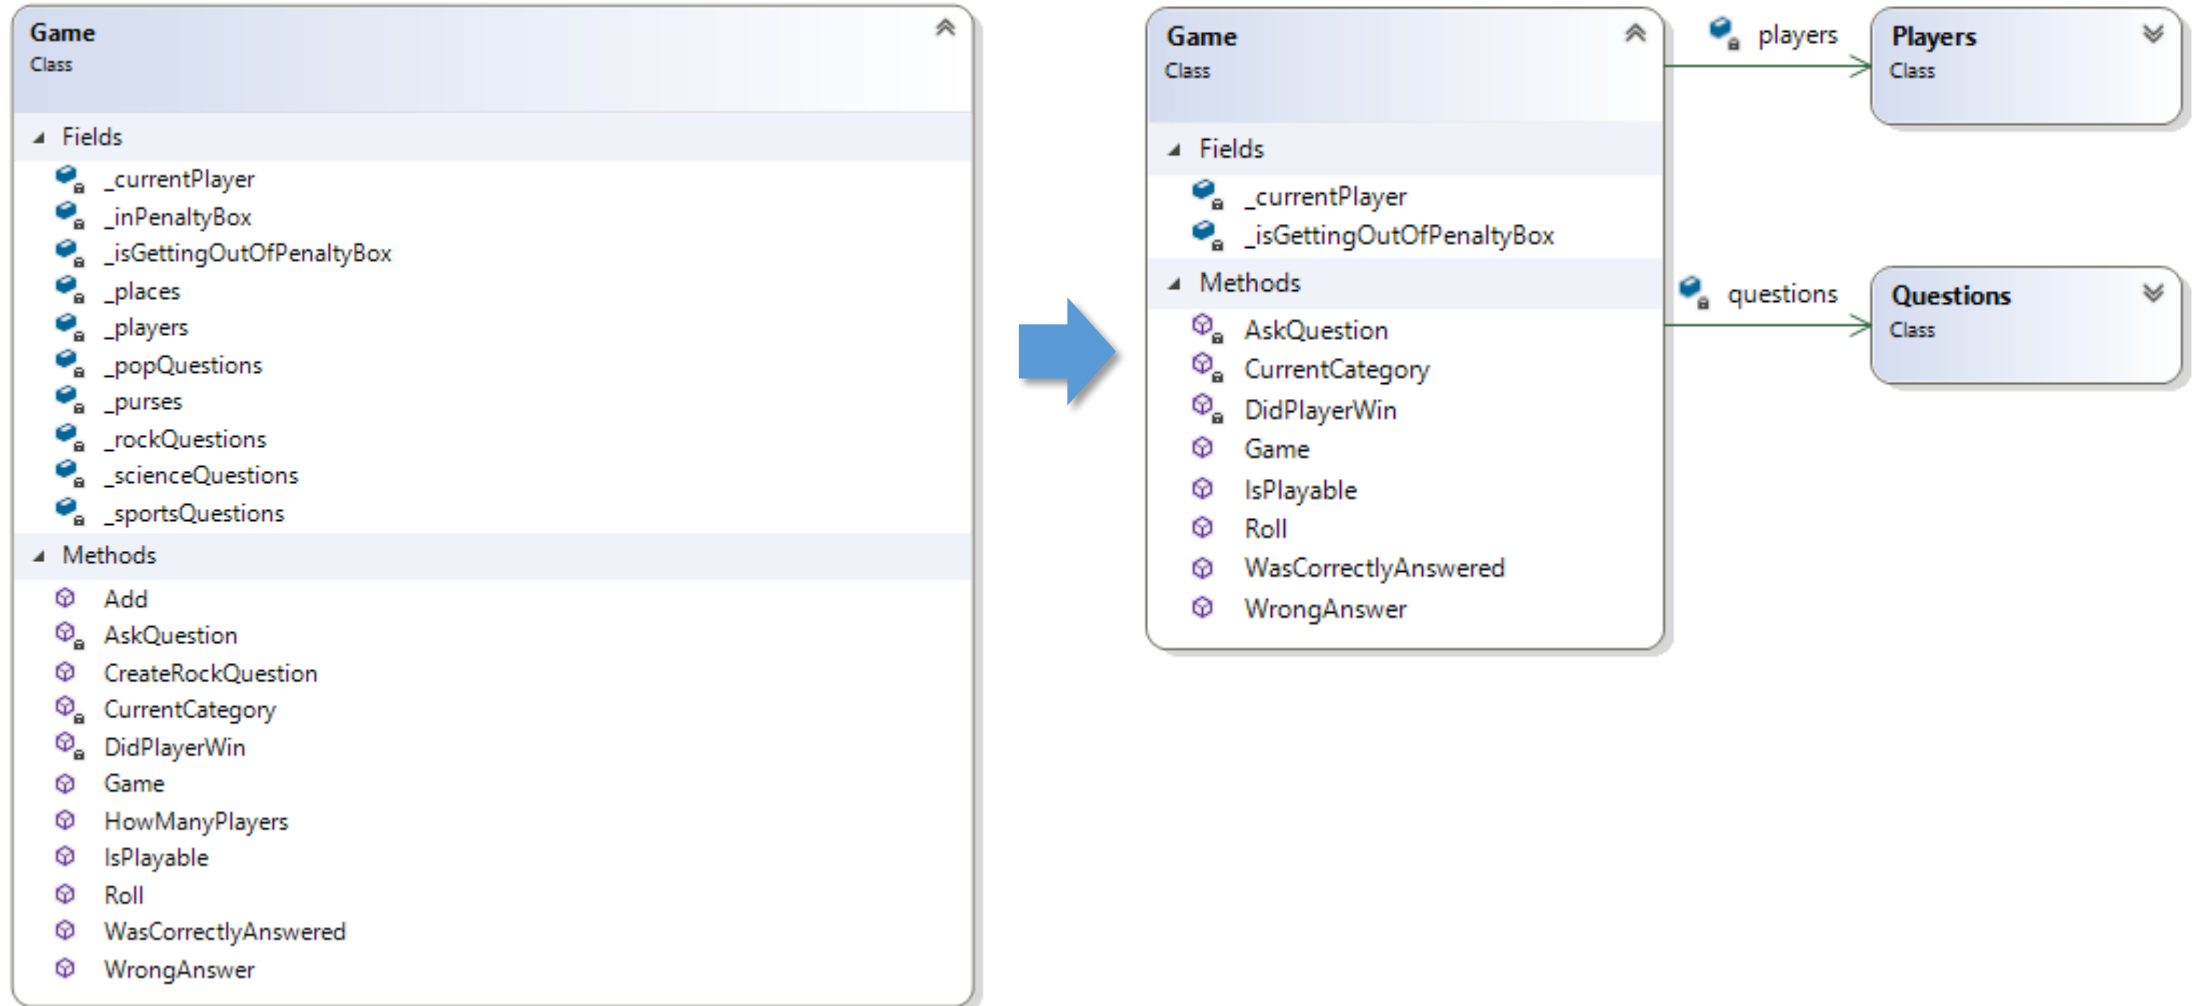 Game
Class
Fields
_currentPlayer
_inPenaltyBox
_isGettingOutOfPenaltyBox
_places
_players
_popQuestions
_purses
_rockQuestions
_scienceQuestions
_sportsQuestions
Methods
Add
AskQuestion
CreateRockQuestion
CurrentCategory
DidPlayerWin
Game
HowManyPlayers
IsPlayable
Roll
WasCorrectlyAnswered
WrongAnswer
Game
Class
Fields
_currentPlayer
_isGettingOutOfPenaltyBox
Methods
AskQuestion
CurrentCategory
DidPlayerWin
Game
IsPlayable
Roll
WasCorrectlyAnswered
WrongAnswer
players
Players
Class
questions
Questions
Class